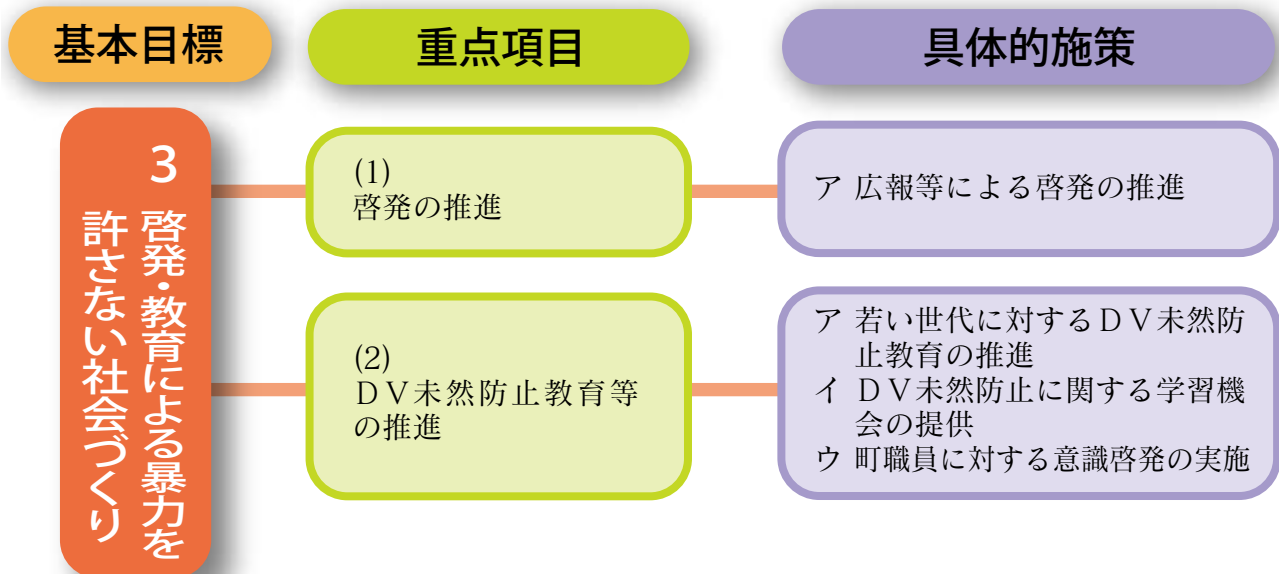 基本目標
重点項目
具体的施策
3
啓発・教育による暴力を
許さない社会づくり
(1)
啓発の推進
ア 広報等による啓発の推進
(2)
ＤＶ未然防止教育等
の推進
ア 若い世代に対するＤＶ未然防
止教育の推進
イ ＤＶ未然防止に関する学習機
会の提供
ウ 町職員に対する意識啓発の実施